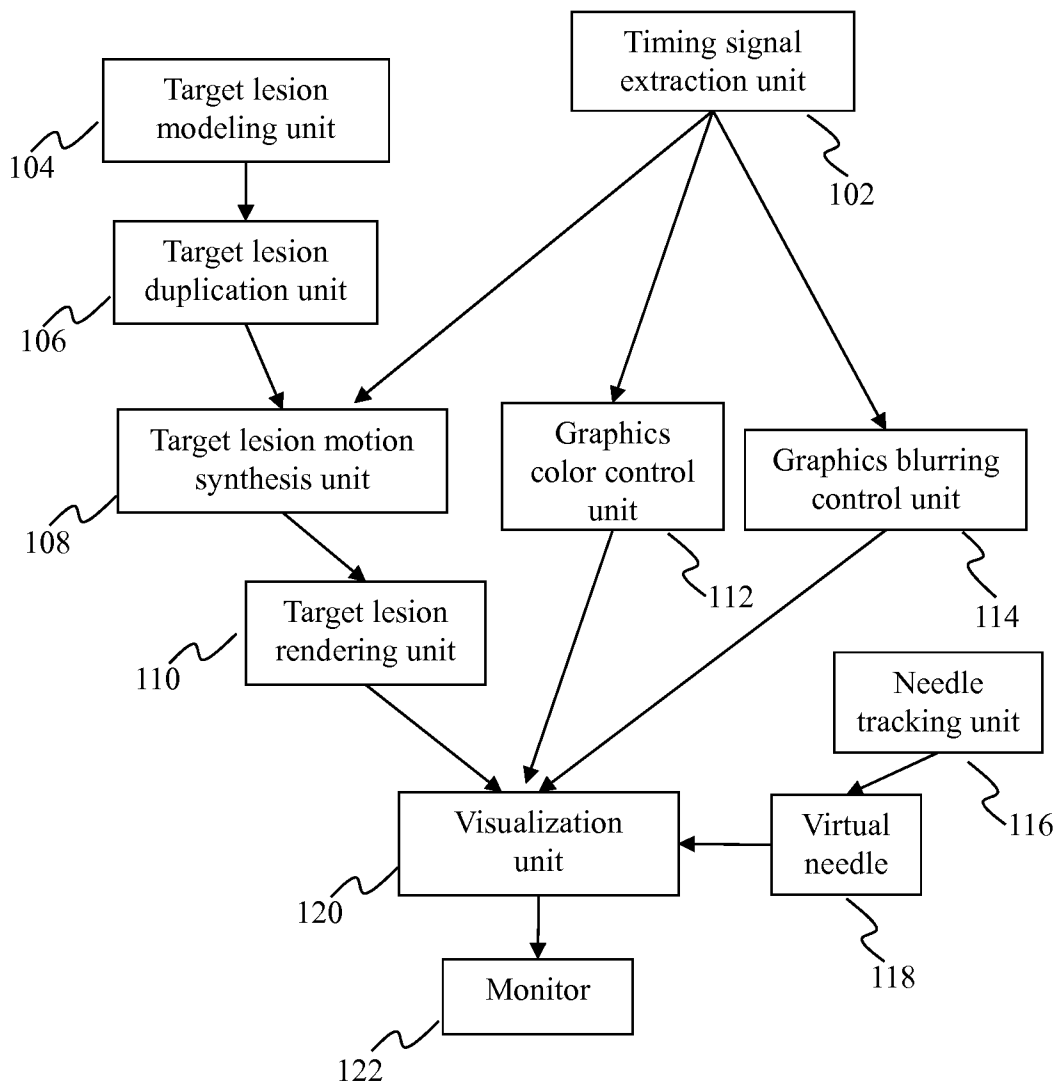 Timing signal
extraction unit
102
Target lesion
modeling unit
104
Target lesion
duplication unit
106
Target lesion motion
synthesis unit
108
Graphics
color control
unit
112
Graphics blurring
control unit
114
Target lesion
rendering unit
110
Needle
tracking unit
116
Virtual
needle
118
Visualization
unit
120
Monitor
122